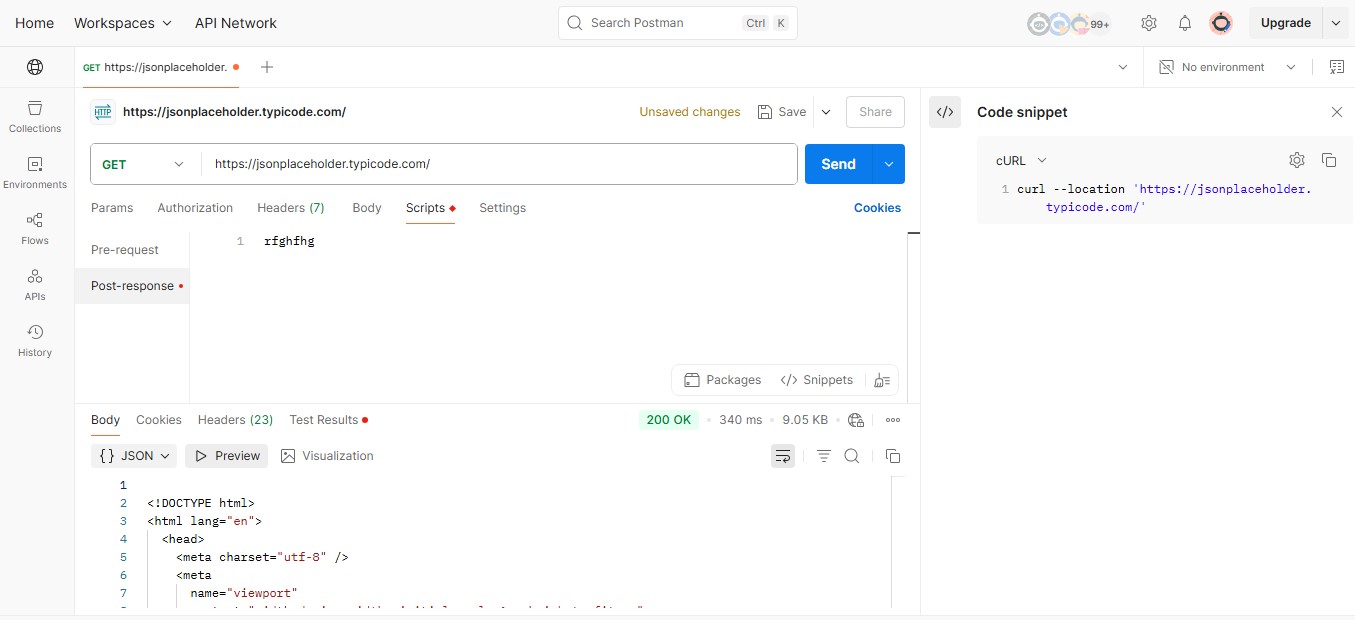 Home Workspaces API Network Search Postman Ctrl K 99+ Upgrade
GET https://jsonplaceholder. No environment
Collections
Environments
Flows
APIs
History
HTTP https://jsonplaceholder.typicode.com/ Unsaved changes Save Share
GET https://jsonplaceholder.typicode.com/ Send
Params Authorization Headers (7) Body Scripts Settings Cookies
Pre-request
Post-response
1 rfghfhg
Packages </> Snippets
Body Cookies Headers (23) Test Results 200 OK • 340 ms • 9.05 KB •
{} JSON Preview Visualization
1
2 <!DOCTYPE html>
3 <html lang="en">
4 <head>
5 <meta charset="utf-8" />
6 <meta
7 name="viewport"
</> Code snippet
cURL
1 curl --location 'https://jsonplaceholder.
typicode.com/'